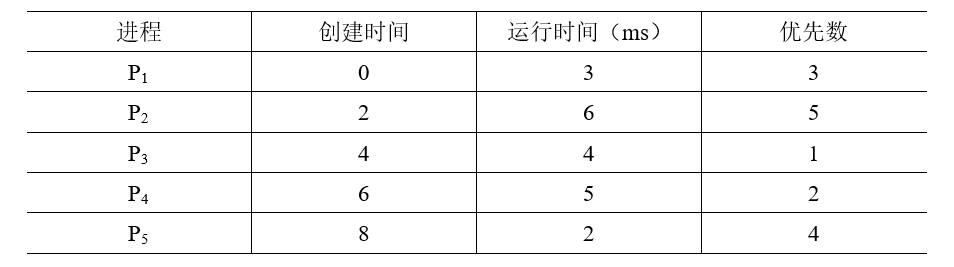 进程 创建时间 运行时间（ms） 优先数
P₁ 0 3 3
P₂ 2 6 5
P₃ 4 4 1
P₄ 6 5 2
P₅ 8 2 4